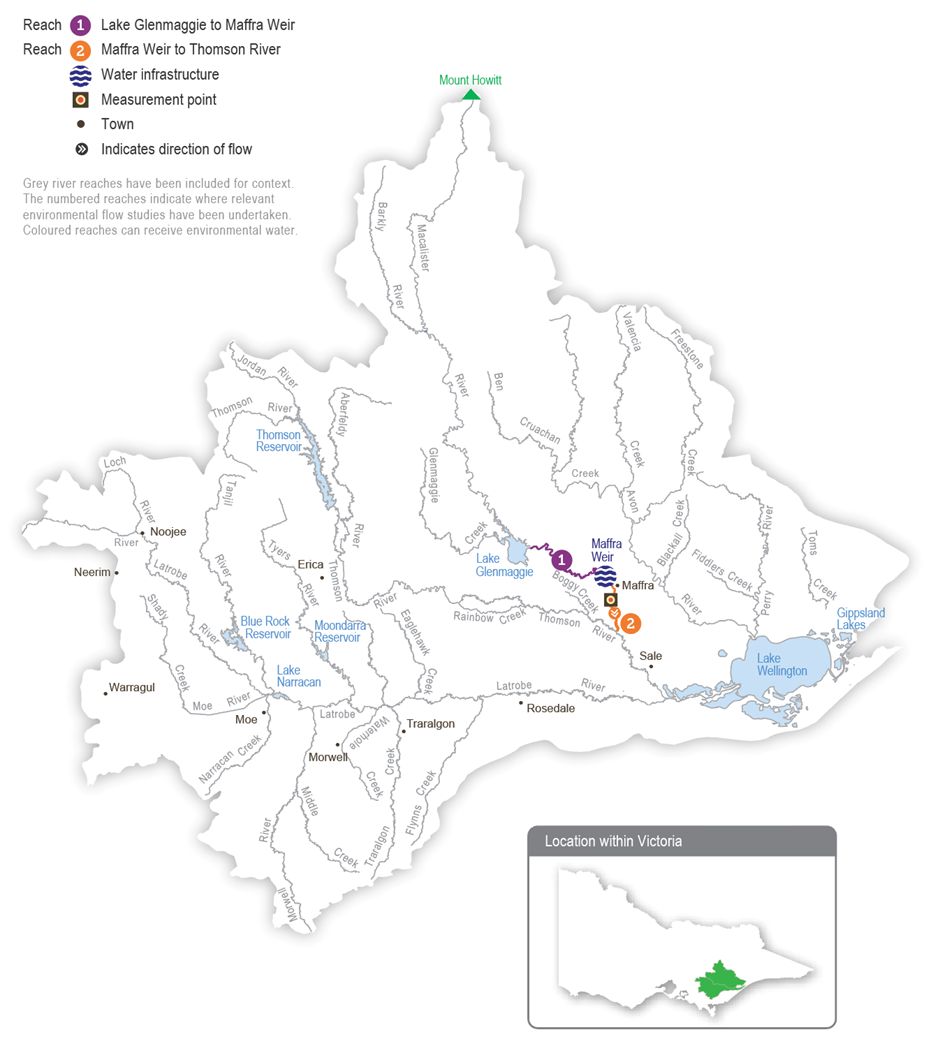 Reach 1 Lake Glenmaggie to Maffra Weir
Reach 2 Maffra Weir to Thomson River
Water infrastructure
Measurement point
Town
Indicates direction of flow
Grey river reaches have been included for context.
The numbered reaches indicate where relevant
environmental flow studies have been undertaken.
Coloured reaches can receive environmental water.
Mount Howitt
Barkly
River
Macalister
River
Jordan
River
Thomson
River
Thomson
Reservoir
Aberfeldy
River
Ben
Cruachan
Creek
Valencia
Creek
Freestone
Creek
Glenmaggie
Creek
Loch
River
Noojee
River
Neerim
Latrobe
River
Tanjil
River
Tyers
River
Erica
Thomson
River
Lake
Glenmaggie
1
Maffra
Weir
Maffra
2
Boggy Creek
Rainbow Creek
Thomson
River
Avon
River
Blackall Creek
Fiddlers Creek
Perry
River
Toms
Creek
Gippsland
Lakes
Lake
Wellington
Sale
Shady
Creek
Blue Rock
Reservoir
Moondarra
Reservoir
Eaglehawk
Creek
Lake
Narracan
Warragul
Moe
River
Moe
Narracan Creek
Latrobe
Latrobe
River
Rosedale
Traralgon
Waterhole
Creek
Morwell
Middle
Creek
Traralgon
Creek
Flynns Creek
River
Morwell
Location within Victoria